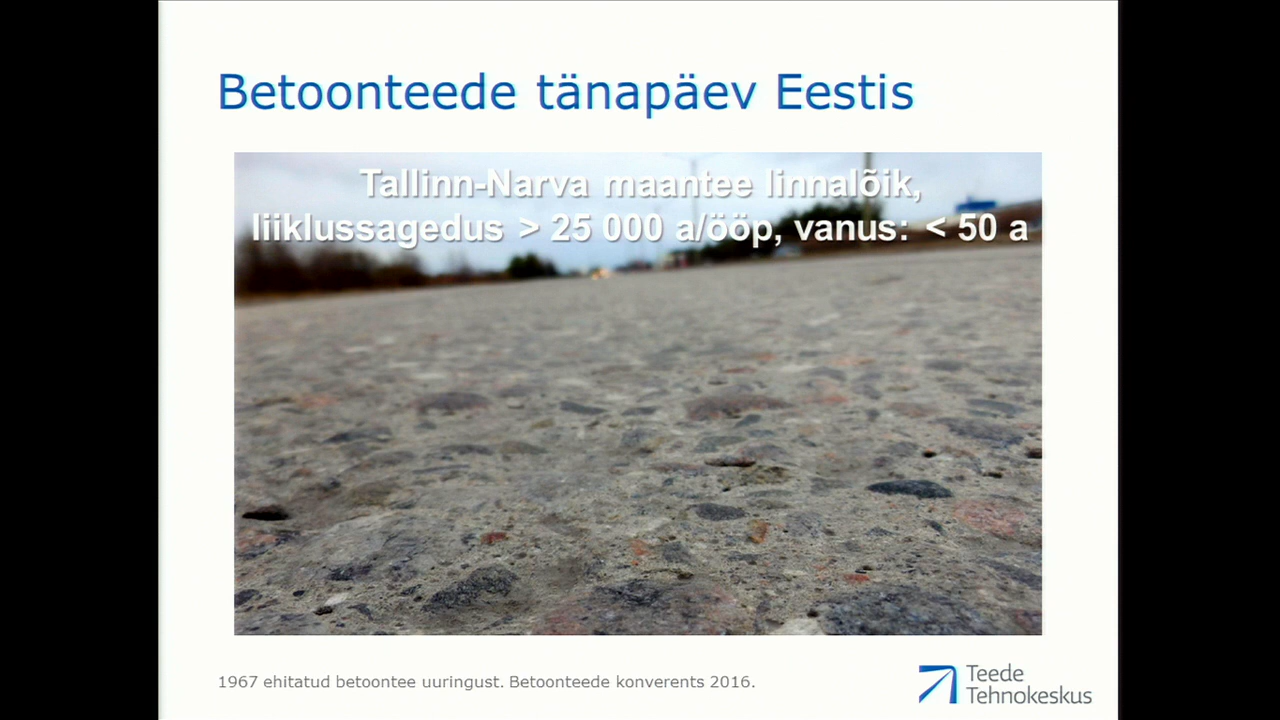 Betoonteede tänapäev Eestis
Tallinn-Narva maantee linnalõik,
liiklussagedus > 25 000 a/ööp, vanus: < 50 a
1967 ehitatud betoontee uuringust. Betoonteede konverents 2016.
Teede
Tehnokeskus